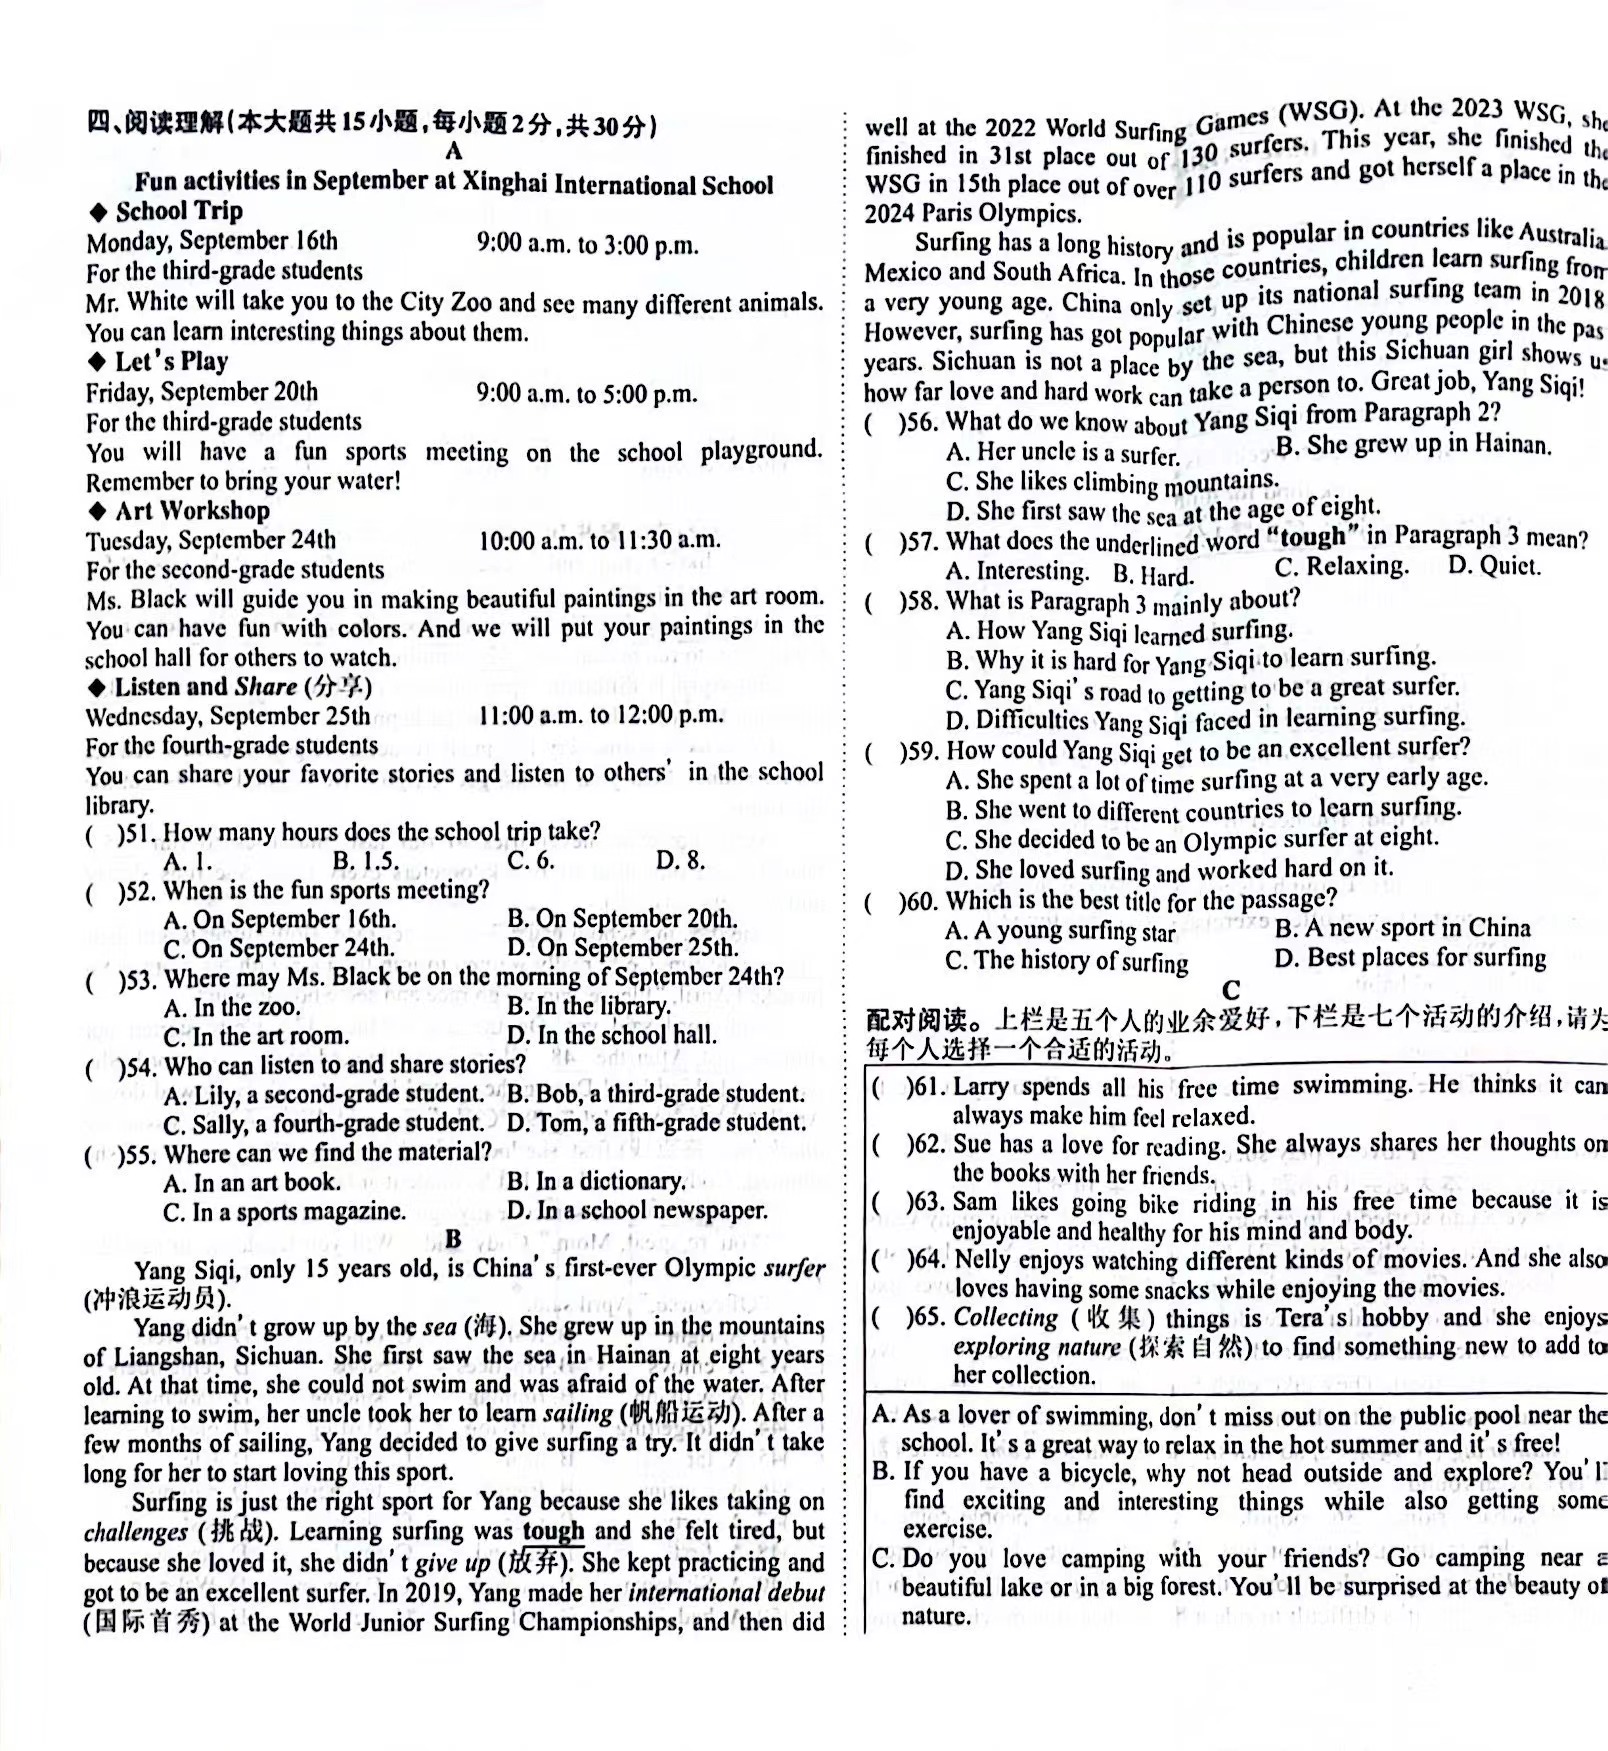 四、阅读理解(本大题共15小题,每小题2分,共30分)
A
Fun activities in September at Xinghai International School
◆ School Trip
Monday, September 16th 9:00 a.m. to 3:00 p.m.
For the third-grade students
Mr. White will take you to the City Zoo and see many different animals.
You can learn interesting things about them.
◆ Let's Play
Friday, September 20th 9:00 a.m. to 5:00 p.m.
For the third-grade students
You will have a fun sports meeting on the school playground.
Remember to bring your water!
◆ Art Workshop
Tuesday, September 24th 10:00 a.m. to 11:30 a.m.
For the second-grade students
Ms. Black will guide you in making beautiful paintings in the art room.
You can have fun with colors. And we will put your paintings in the
school hall for others to watch.
◆ Listen and Share (分享)
Wednesday, September 25th 11:00 a.m. to 12:00 p.m.
For the fourth-grade students
You can share your favorite stories and listen to others' in the school
library.
( )51. How many hours does the school trip take?
A. 1. B. 1.5. C. 6. D. 8.
( )52. When is the fun sports meeting?
A. On September 16th. B. On September 20th.
C. On September 24th. D. On September 25th.
( )53. Where may Ms. Black be on the morning of September 24th?
A. In the zoo. B. In the library.
C. In the art room. D. In the school hall.
( )54. Who can listen to and share stories?
A. Lily, a second-grade student. B. Bob, a third-grade student.
C. Sally, a fourth-grade student. D. Tom, a fifth-grade student.
( )55. Where can we find the material?
A. In an art book. B. In a dictionary.
C. In a sports magazine. D. In a school newspaper.
B
Yang Siqi, only 15 years old, is China's first-ever Olympic surfer
(冲浪运动员).
Yang didn't grow up by the sea (海). She grew up in the mountains
of Liangshan, Sichuan. She first saw the sea in Hainan at eight years
old. At that time, she could not swim and was afraid of the water. After
learning to swim, her uncle took her to learn sailing (帆船运动). After a
few months of sailing, Yang decided to give surfing a try. It didn't take
long for her to start loving this sport.
Surfing is just the right sport for Yang because she likes taking on
challenges (挑战). Learning surfing was tough and she felt tired, but
because she loved it, she didn't give up (放弃). She kept practicing and
got to be an excellent surfer. In 2019, Yang made her international debut
(国际首秀) at the World Junior Surfing Championships, and then did
well at the 2022 World Surfing Games (WSG). At the 2023 WSG, she
finished in 31st place out of 130 surfers. This year, she finished the
WSG in 15th place out of over 110 surfers and got herself a place in the
2024 Paris Olympics.
Surfing has a long history and is popular in countries like Australia
Mexico and South Africa. In those countries, children learn surfing from
a very young age. China only set up its national surfing team in 2018
However, surfing has got popular with Chinese young people in the pas
years. Sichuan is not a place by the sea, but this Sichuan girl shows us
how far love and hard work can take a person to. Great job, Yang Siqi!
( )56. What do we know about Yang Siqi from Paragraph 2?
A. Her uncle is a surfer. B. She grew up in Hainan.
C. She likes climbing mountains.
D. She first saw the sea at the age of eight.
( )57. What does the underlined word “tough” in Paragraph 3 mean?
A. Interesting. B. Hard. C. Relaxing. D. Quiet.
( )58. What is Paragraph 3 mainly about?
A. How Yang Siqi learned surfing.
B. Why it is hard for Yang Siqi to learn surfing.
C. Yang Siqi's road to getting to be a great surfer.
D. Difficulties Yang Siqi faced in learning surfing.
( )59. How could Yang Siqi get to be an excellent surfer?
A. She spent a lot of time surfing at a very early age.
B. She went to different countries to learn surfing.
C. She decided to be an Olympic surfer at eight.
D. She loved surfing and worked hard on it.
( )60. Which is the best title for the passage?
A. A young surfing star B. A new sport in China
C. The history of surfing D. Best places for surfing
C
配对阅读。上栏是五个人的业余爱好,下栏是七个活动的介绍,请为
每个人选择一个合适的活动。
( )61. Larry spends all his free time swimming. He thinks it can
always make him feel relaxed.
( )62. Sue has a love for reading. She always shares her thoughts on
the books with her friends.
( )63. Sam likes going bike riding in his free time because it is
enjoyable and healthy for his mind and body.
( )64. Nelly enjoys watching different kinds of movies. And she also
loves having some snacks while enjoying the movies.
( )65. Collecting (收集) things is Tera's hobby and she enjoys
exploring nature (探索自然) to find something new to add to
her collection.
A. As a lover of swimming, don't miss out on the public pool near the
school. It's a great way to relax in the hot summer and it's free!
B. If you have a bicycle, why not head outside and explore? You'll
find exciting and interesting things while also getting some
exercise.
C. Do you love camping with your friends? Go camping near a
beautiful lake or in a big forest. You'll be surprised at the beauty of
nature.